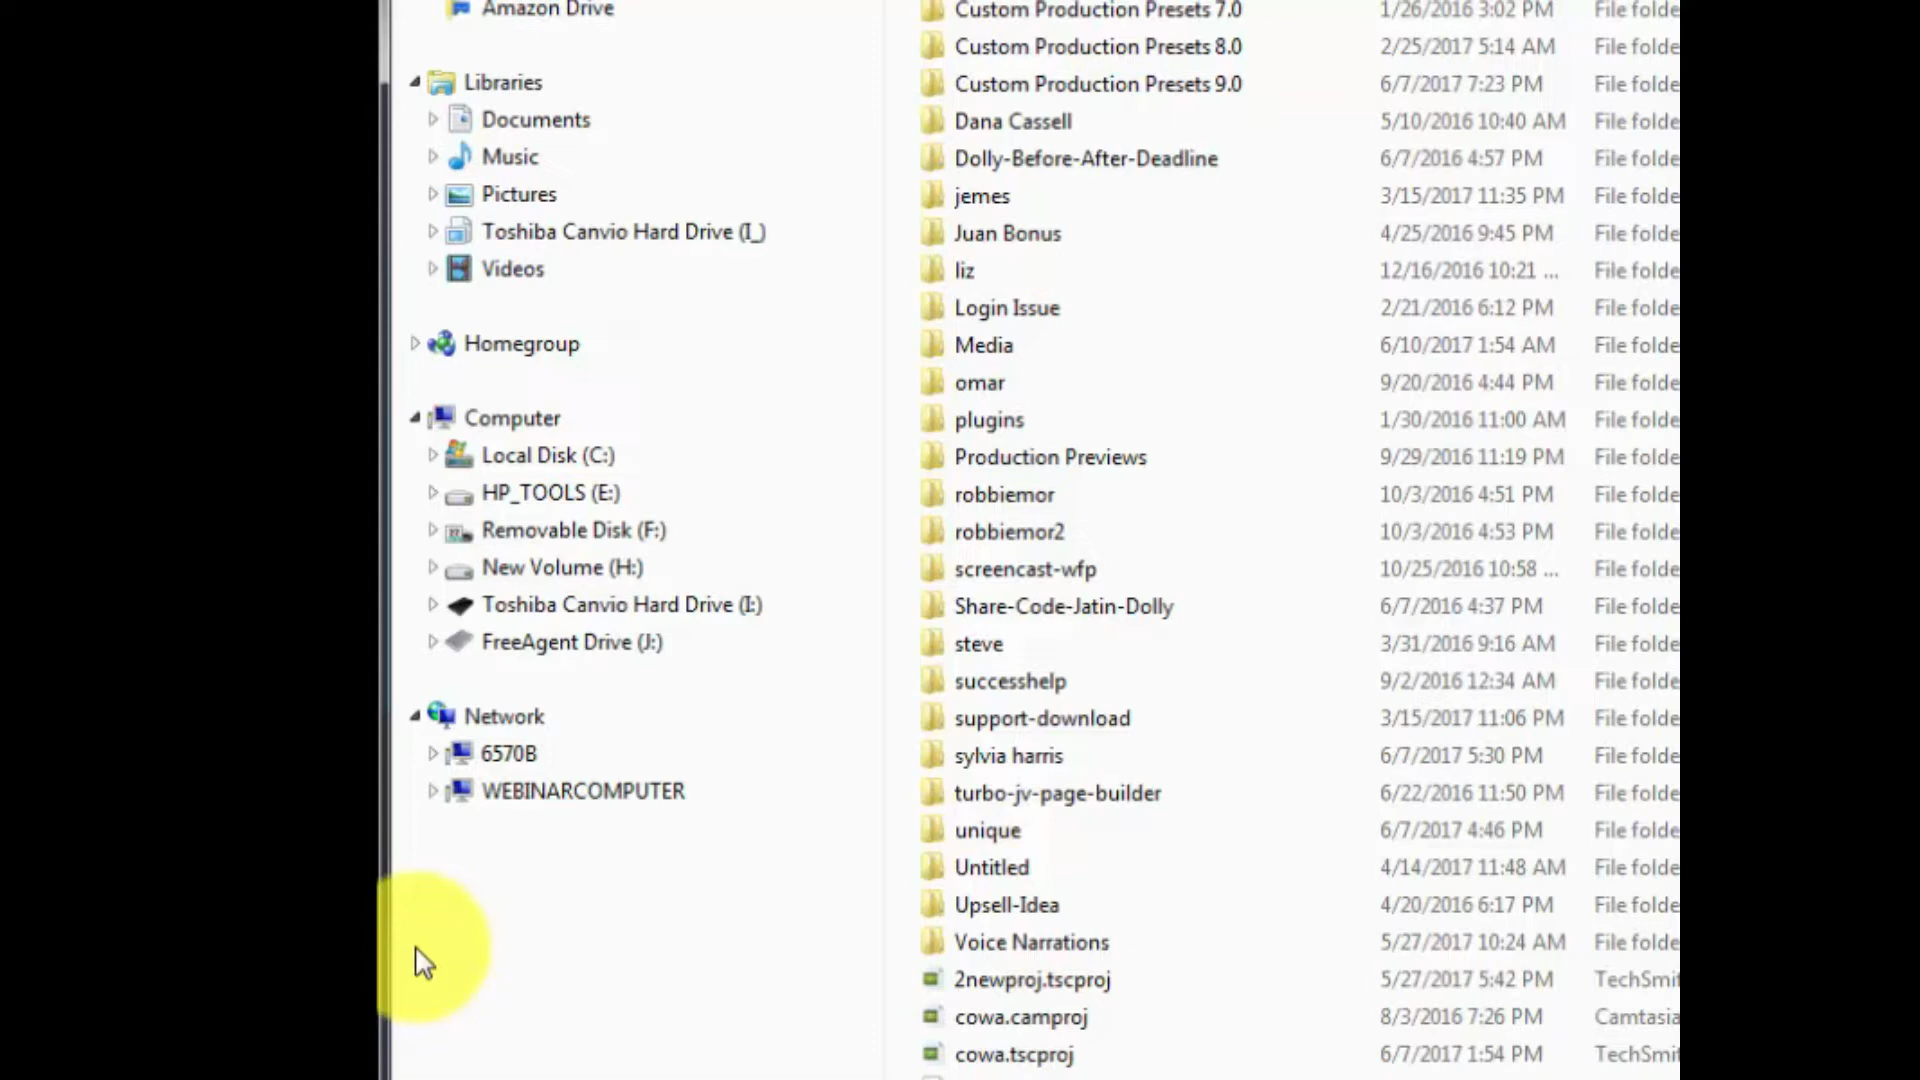 Amazon Drive
Libraries
Documents
Music
Pictures
Toshiba Canvio Hard Drive (I_)
Videos
Homegroup
Computer
Local Disk (C:)
HP_TOOLS (E:)
Removable Disk (F:)
New Volume (H:)
Toshiba Canvio Hard Drive (I:)
FreeAgent Drive (J:)
Network
6570B
WEBINARCOMPUTER
Custom Production Presets 7.0 1/26/2016 3:02 PM File folde
Custom Production Presets 8.0 2/25/2017 5:14 AM File folde
Custom Production Presets 9.0 6/7/2017 7:23 PM File folde
Dana Cassell 5/10/2016 10:40 AM File folde
Dolly-Before-After-Deadline 6/7/2016 4:57 PM File folde
jemes 3/15/2017 11:35 PM File folde
Juan Bonus 4/25/2016 9:45 PM File folde
liz 12/16/2016 10:21 ... File folde
Login Issue 2/21/2016 6:12 PM File folde
Media 6/10/2017 1:54 AM File folde
omar 9/20/2016 4:44 PM File folde
plugins 1/30/2016 11:00 AM File folde
Production Previews 9/29/2016 11:19 PM File folde
robbiemor 10/3/2016 4:51 PM File folde
robbiemor2 10/3/2016 4:53 PM File folde
screencast-wfp 10/25/2016 10:58 ... File folde
Share-Code-Jatin-Dolly 6/7/2016 4:37 PM File folde
steve 3/31/2016 9:16 AM File folde
successhelp 9/2/2016 12:34 AM File folde
support-download 3/15/2017 11:06 PM File folde
sylvia harris 6/7/2017 5:30 PM File folde
turbo-jv-page-builder 6/22/2016 11:50 PM File folde
unique 6/7/2017 4:46 PM File folde
Untitled 4/14/2017 11:48 AM File folde
Upsell-Idea 4/20/2016 6:17 PM File folde
Voice Narrations 5/27/2017 10:24 AM File folde
2newproj.tscproj 5/27/2017 5:42 PM TechSmit
cowa.camproj 8/3/2016 7:26 PM Camtasia
cowa.tscproj 6/7/2017 1:54 PM TechSmit